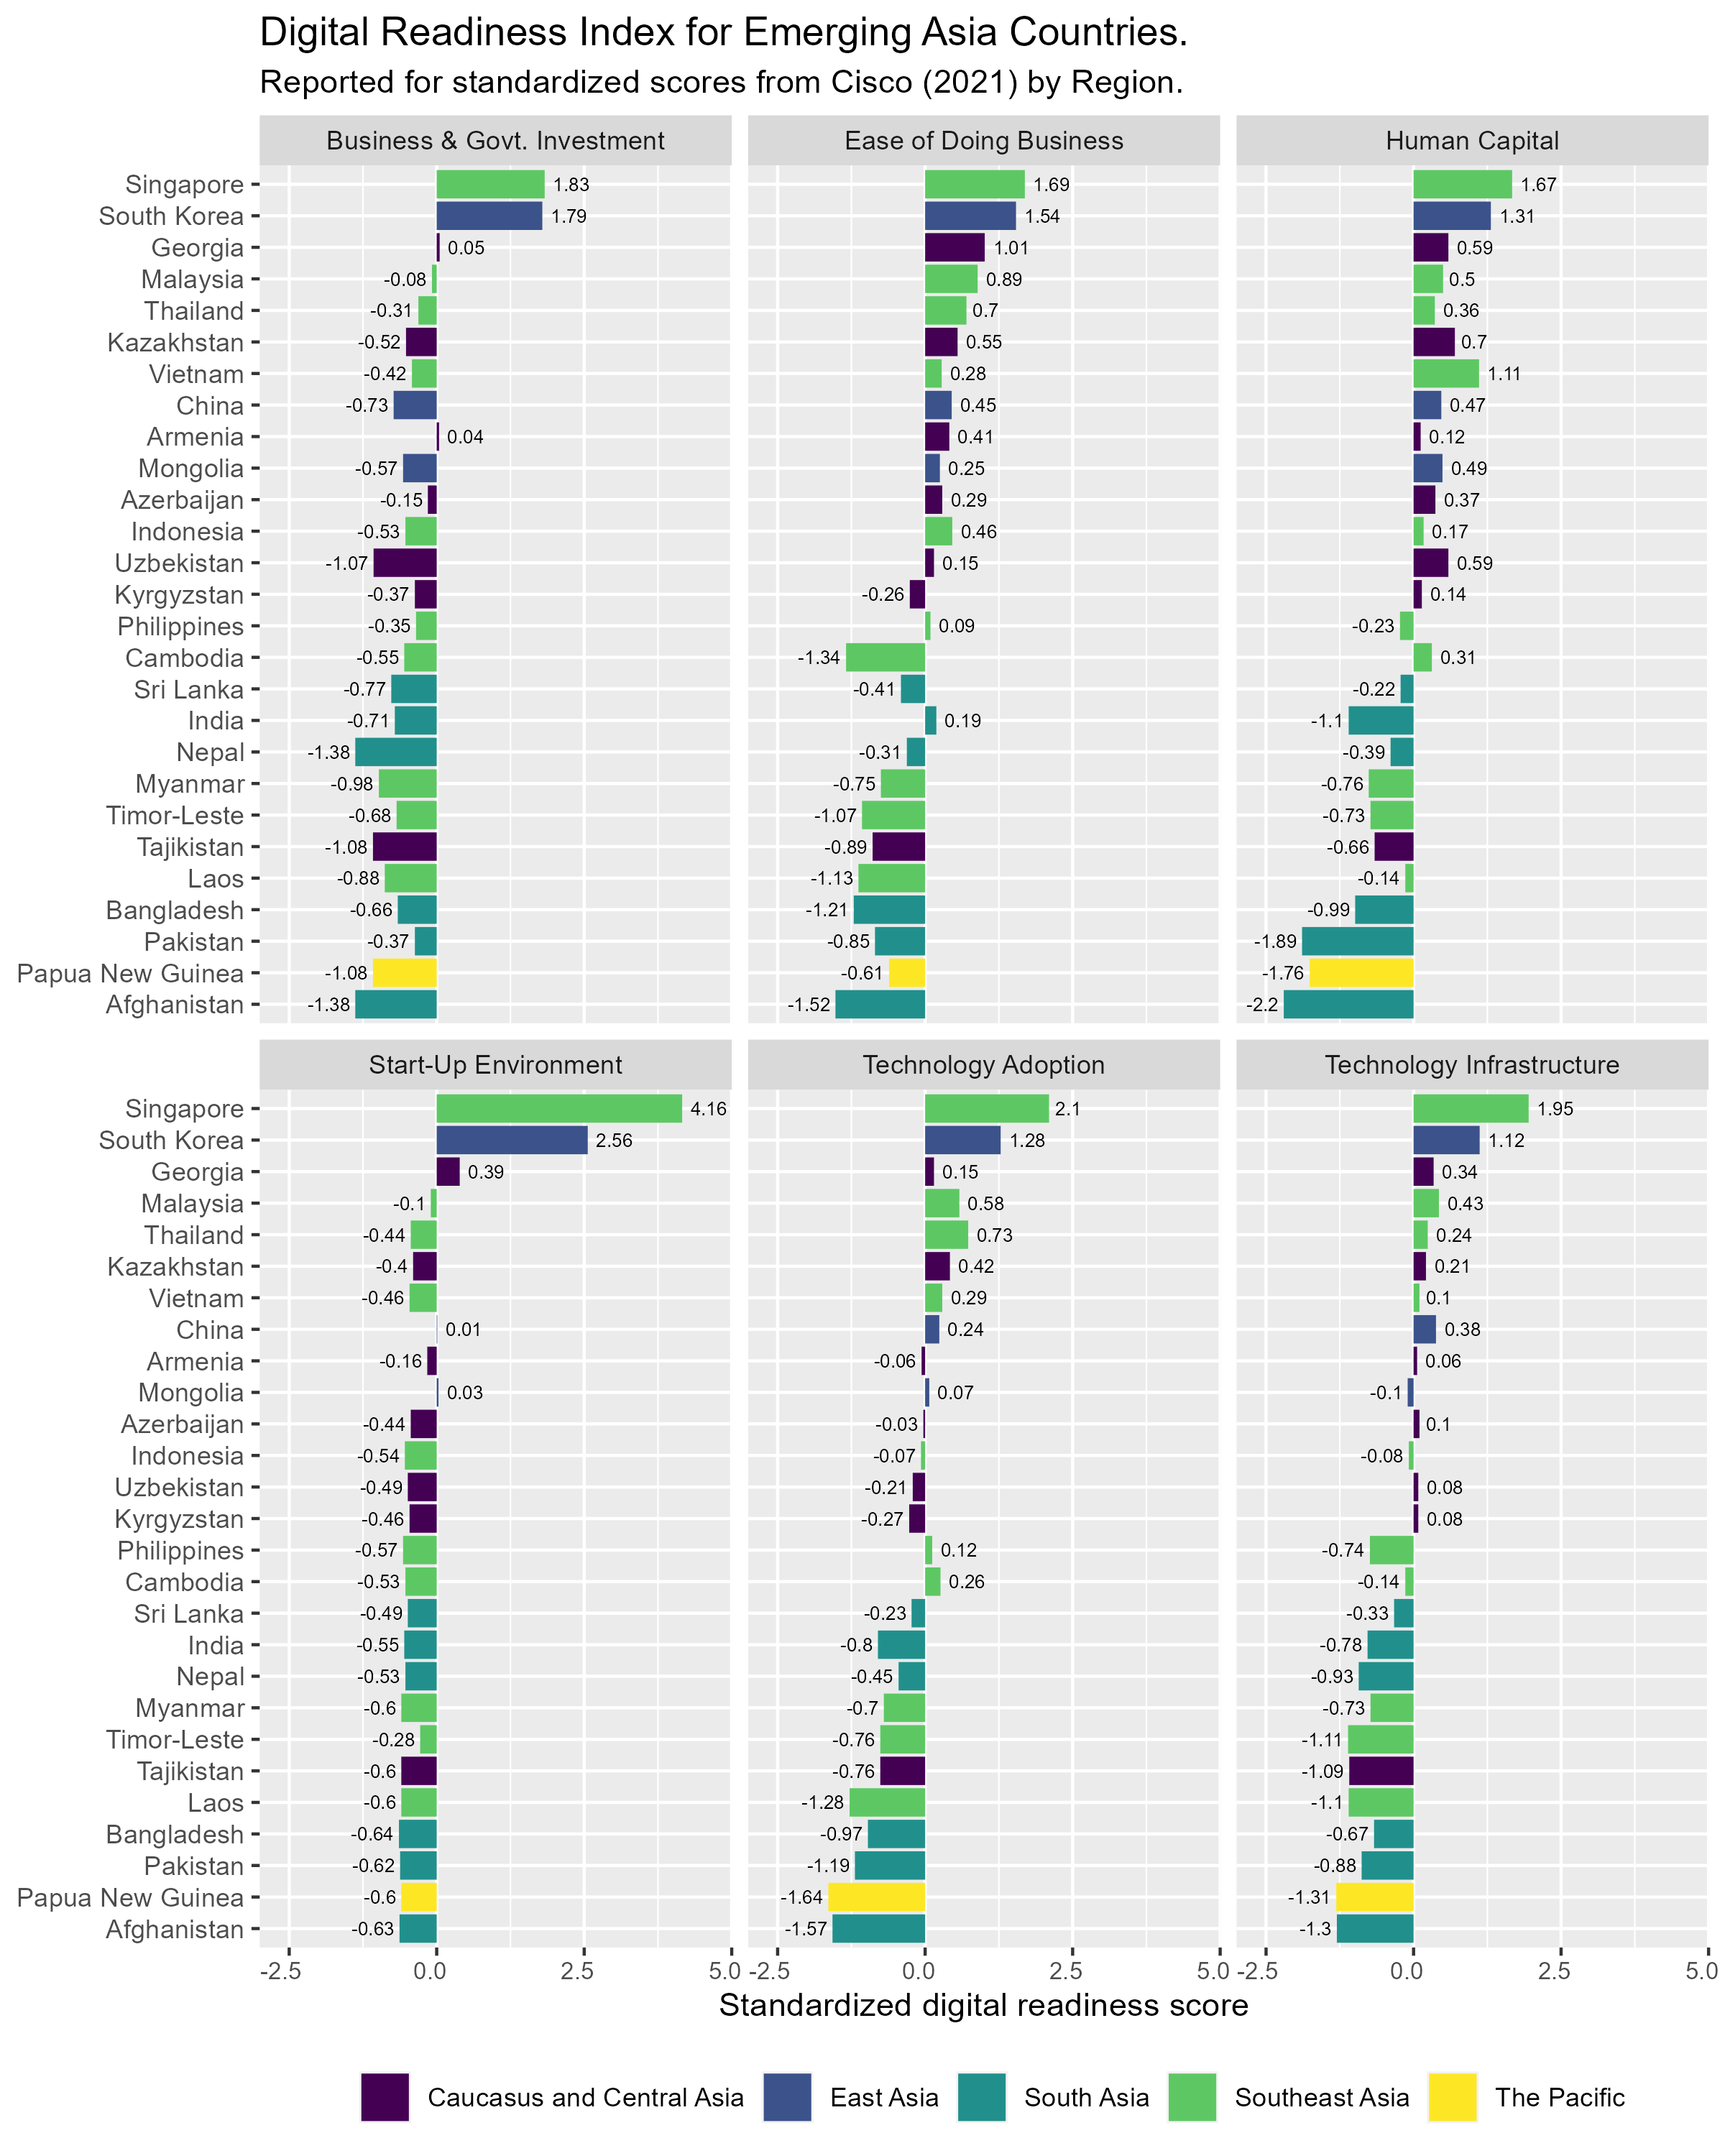 Digital Readiness Index for Emerging Asia Countries.
Reported for standardized scores from Cisco (2021) by Region.
Business & Govt. Investment Ease of Doing Business Human Capital
Singapore 1.83 1.69 1.67
South Korea 1.79 1.54 1.31
Georgia 0.05 1.01 0.59
Malaysia -0.08 0.89 0.5
Thailand -0.31 0.7 0.36
Kazakhstan -0.52 0.55 0.7
Vietnam -0.42 0.28 1.11
China -0.73 0.45 0.47
Armenia 0.04 0.41 0.12
Mongolia -0.57 0.25 0.49
Azerbaijan -0.15 0.29 0.37
Indonesia -0.53 0.46 0.17
Uzbekistan -1.07 0.15 0.59
Kyrgyzstan -0.37 -0.26 0.14
Philippines -0.35 0.09 -0.23
Cambodia -0.55 -1.34 0.31
Sri Lanka -0.77 -0.41 -0.22
India -0.71 0.19 -1.1
Nepal -1.38 -0.31 -0.39
Myanmar -0.98 -0.75 -0.76
Timor-Leste -0.68 -1.07 -0.73
Tajikistan -1.08 -0.89 -0.66
Laos -0.88 -1.13 -0.14
Bangladesh -0.66 -1.21 -0.99
Pakistan -0.37 -0.85 -1.89
Papua New Guinea -1.08 -0.61 -1.76
Afghanistan -1.38 -1.52 -2.2
Start-Up Environment Technology Adoption Technology Infrastructure
Singapore 4.16 2.1 1.95
South Korea 2.56 1.28 1.12
Georgia 0.39 0.15 0.34
Malaysia -0.1 0.58 0.43
Thailand -0.44 0.73 0.24
Kazakhstan -0.4 0.42 0.21
Vietnam -0.46 0.29 0.1
China 0.01 0.24 0.38
Armenia -0.16 -0.06 0.06
Mongolia 0.03 0.07 -0.1
Azerbaijan -0.44 -0.03 0.1
Indonesia -0.54 -0.07 -0.08
Uzbekistan -0.49 -0.21 0.08
Kyrgyzstan -0.46 -0.27 0.08
Philippines -0.57 0.12 -0.74
Cambodia -0.53 0.26 -0.14
Sri Lanka -0.49 -0.23 -0.33
India -0.55 -0.8 -0.78
Nepal -0.53 -0.45 -0.93
Myanmar -0.6 -0.7 -0.73
Timor-Leste -0.28 -0.76 -1.11
Tajikistan -0.6 -0.76 -1.09
Laos -0.6 -1.28 -1.1
Bangladesh -0.64 -0.97 -0.67
Pakistan -0.62 -1.19 -0.88
Papua New Guinea -0.6 -1.64 -1.31
Afghanistan -0.63 -1.57 -1.3
-2.5 0.0 2.5 5.0 -2.5 0.0 2.5 5.0 -2.5 0.0 2.5 5.0
Standardized digital readiness score
Caucasus and Central Asia East Asia South Asia Southeast Asia The Pacific